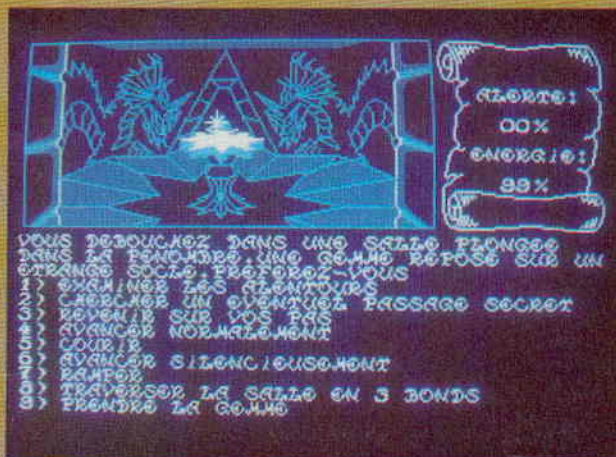 ALERTE:
00%
ENERGIE:
99%
VOUS DEBOUCHEZ DANS UNE SALLE PLONGEE
DANS LA PENOMBRE.UNE GEMME REPOSE SUR UN
ETRANGE SOCLE.PREFEREZ-VOUS
1> EXAMINER LES ALENTOURS
2> CHERCHER UN EVENTUEL PASSAGE SECRET
3> REVENIR SUR VOS PAS
4> AVANCER NORMALEMENT
5> COURIR
6> AVANCER SILENCIEUSEMENT
7> RAMPER
8> TRAVERSER LA SALLE EN 3 BONDS
9> PRENDRE LA GEMME